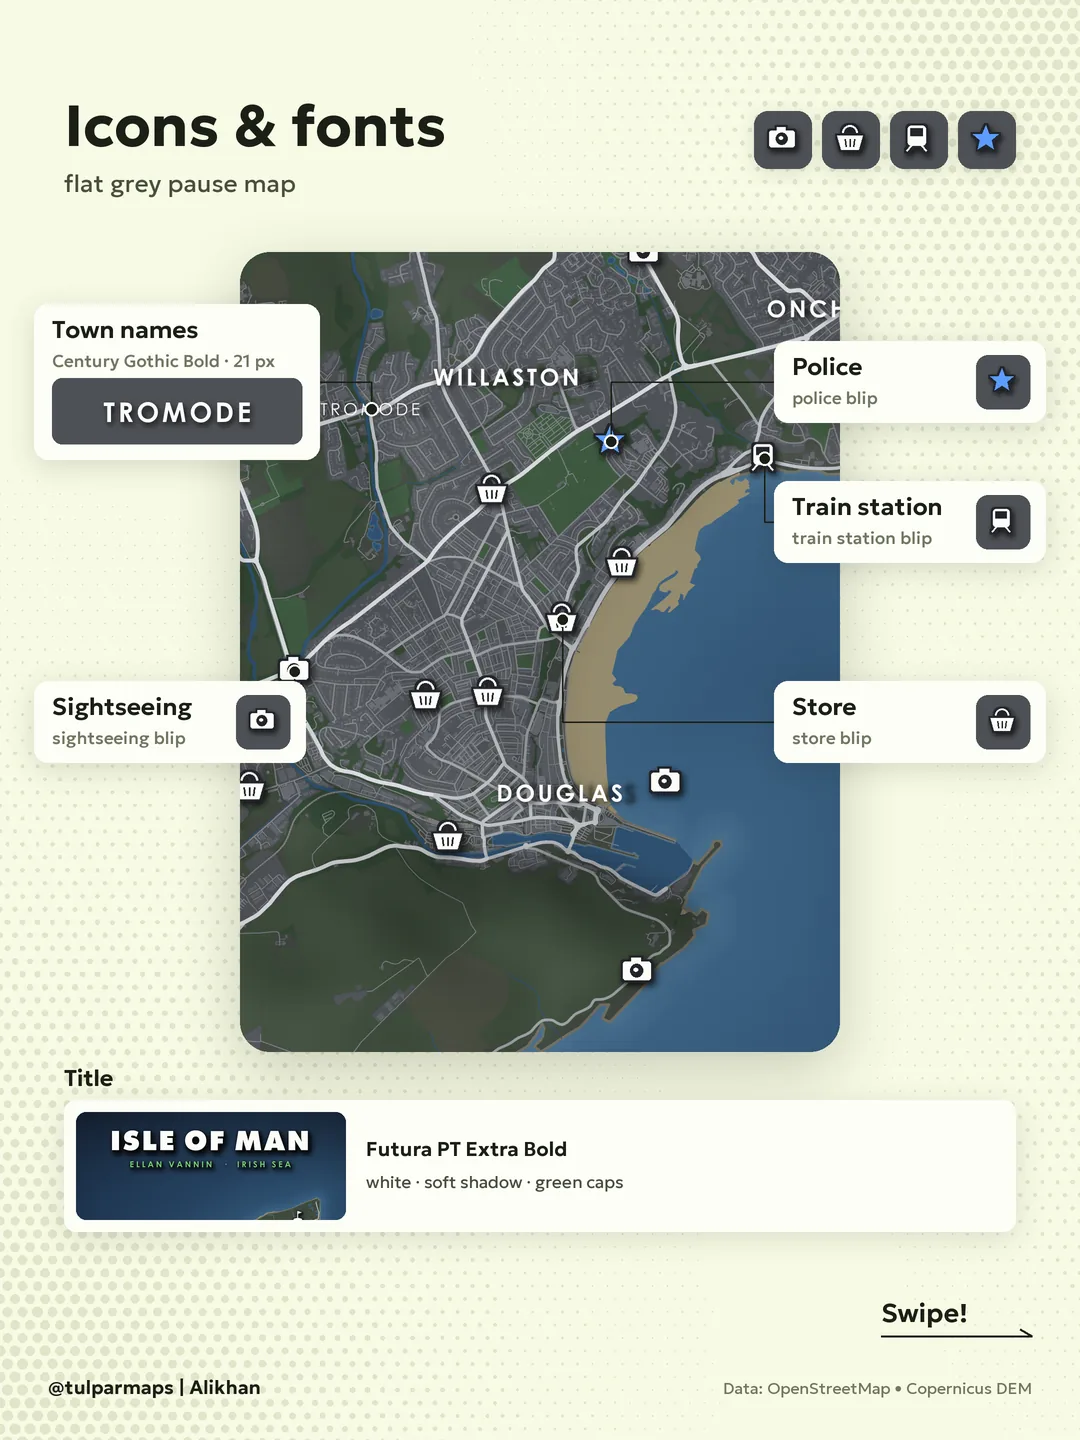 Icons & fonts
flat grey pause map
Town names
Century Gothic Bold · 21 px
TROMODE
ONCH
WILLASTON
TROMODE
Police
police blip
Train station
train station blip
Sightseeing
sightseeing blip
Store
store blip
DOUGLAS
Title
ISLE OF MAN
ELLAN VANNIN · IRISH SEA
Futura PT Extra Bold
white · soft shadow · green caps
Swipe!
@tulparmaps | Alikhan
Data: OpenStreetMap • Copernicus DEM